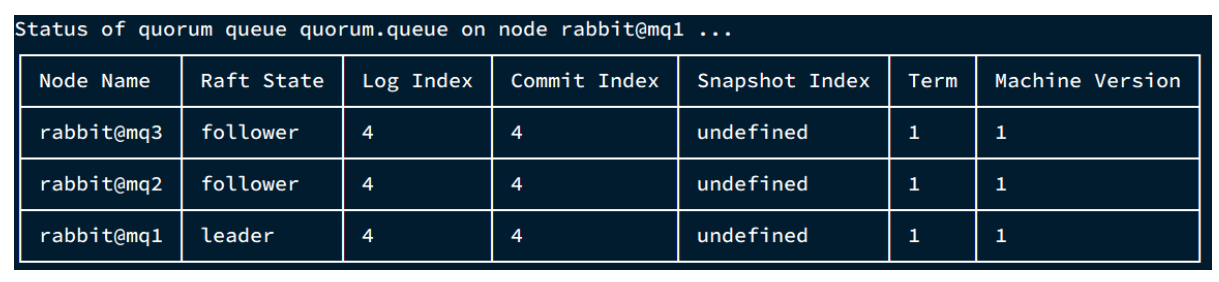 Status of quorum queue quorum.queue on node rabbit@mq1 ...
Node Name Raft State Log Index Commit Index Snapshot Index Term Machine Version
rabbit@mq3 follower 4 4 undefined 1 1
rabbit@mq2 follower 4 4 undefined 1 1
rabbit@mq1 leader 4 4 undefined 1 1